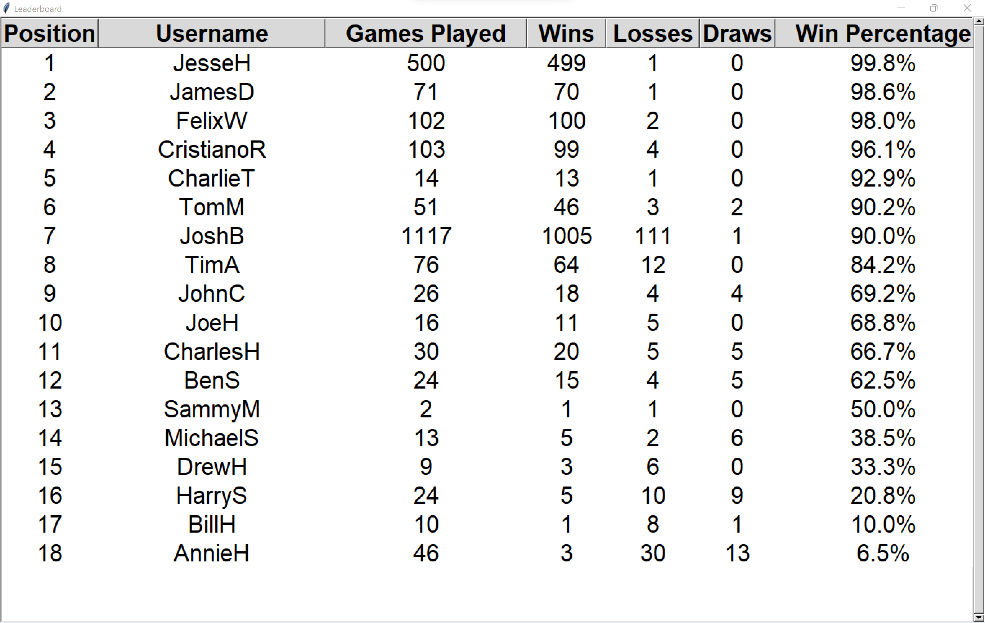 Leaderboard
Position Username Games Played Wins Losses Draws Win Percentage
1 JesseH 500 499 1 0 99.8%
2 JamesD 71 70 1 0 98.6%
3 FelixW 102 100 2 0 98.0%
4 CristianoR 103 99 4 0 96.1%
5 CharlieT 14 13 1 0 92.9%
6 TomM 51 46 3 2 90.2%
7 JoshB 1117 1005 111 1 90.0%
8 TimA 76 64 12 0 84.2%
9 JohnC 26 18 4 4 69.2%
10 JoeH 16 11 5 0 68.8%
11 CharlesH 30 20 5 5 66.7%
12 BenS 24 15 4 5 62.5%
13 SammyM 2 1 1 0 50.0%
14 MichaelS 13 5 2 6 38.5%
15 DrewH 9 3 6 0 33.3%
16 HarryS 24 5 10 9 20.8%
17 BillH 10 1 8 1 10.0%
18 AnnieH 46 3 30 13 6.5%